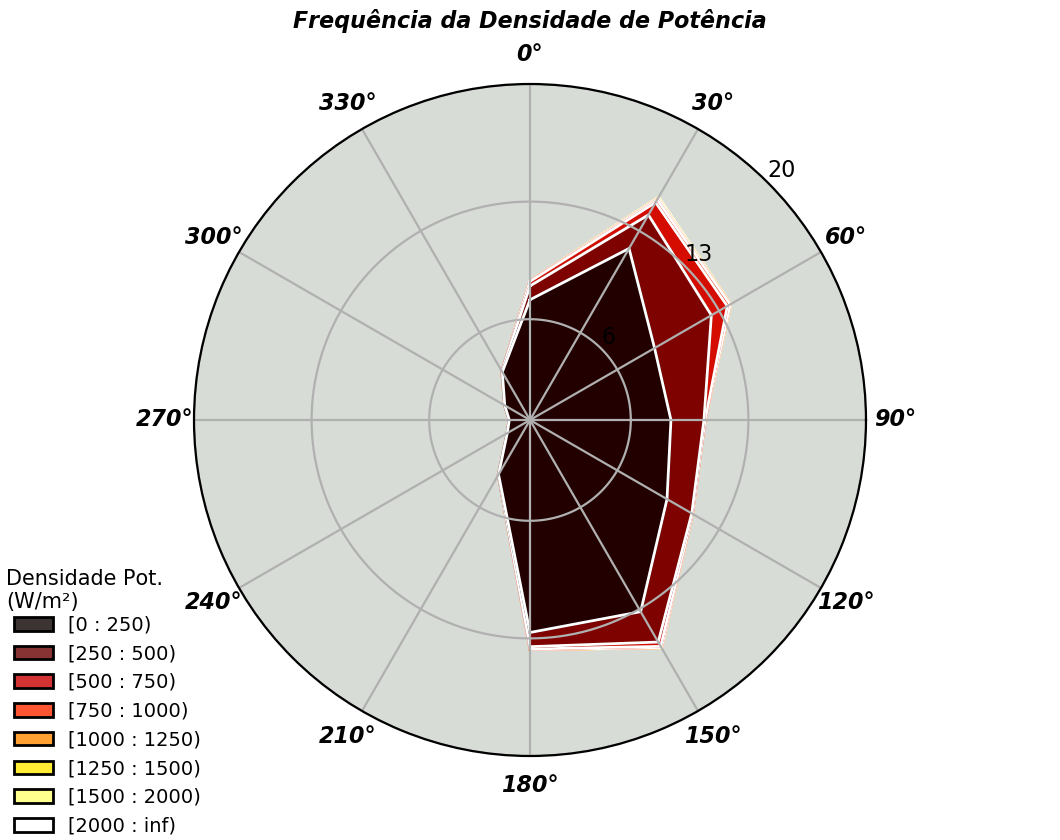 Frequência da Densidade de Potência
0°
330°
30°
20
300°
60°
13
6
270°
90°
240°
120°
210°
150°
180°
Densidade Pot.
(W/m²)
[0 : 250)
[250 : 500)
[500 : 750)
[750 : 1000)
[1000 : 1250)
[1250 : 1500)
[1500 : 2000)
[2000 : inf)